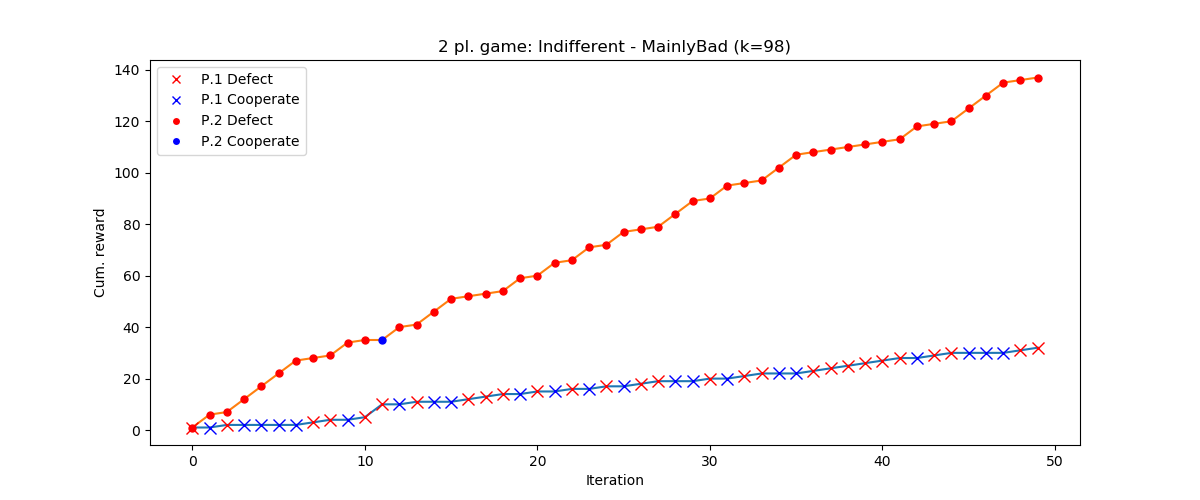 2 pl. game: Indifferent - MainlyBad (k=98)
140
120
100
80
60
40
20
0
Cum. reward
P.1 Defect
P.1 Cooperate
P.2 Defect
P.2 Cooperate
0 10 20 30 40 50
Iteration